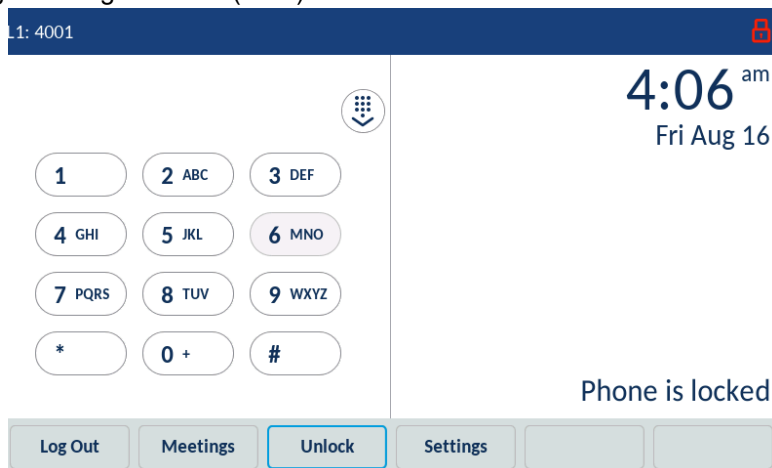 L1: 4001
4:06 am
Fri Aug 16
1
2 ABC
3 DEF
4 GHI
5 JKL
6 MNO
7 PQRS
8 TUV
9 WXYZ
*
0 +
#
Phone is locked
Log Out
Meetings
Unlock
Settings